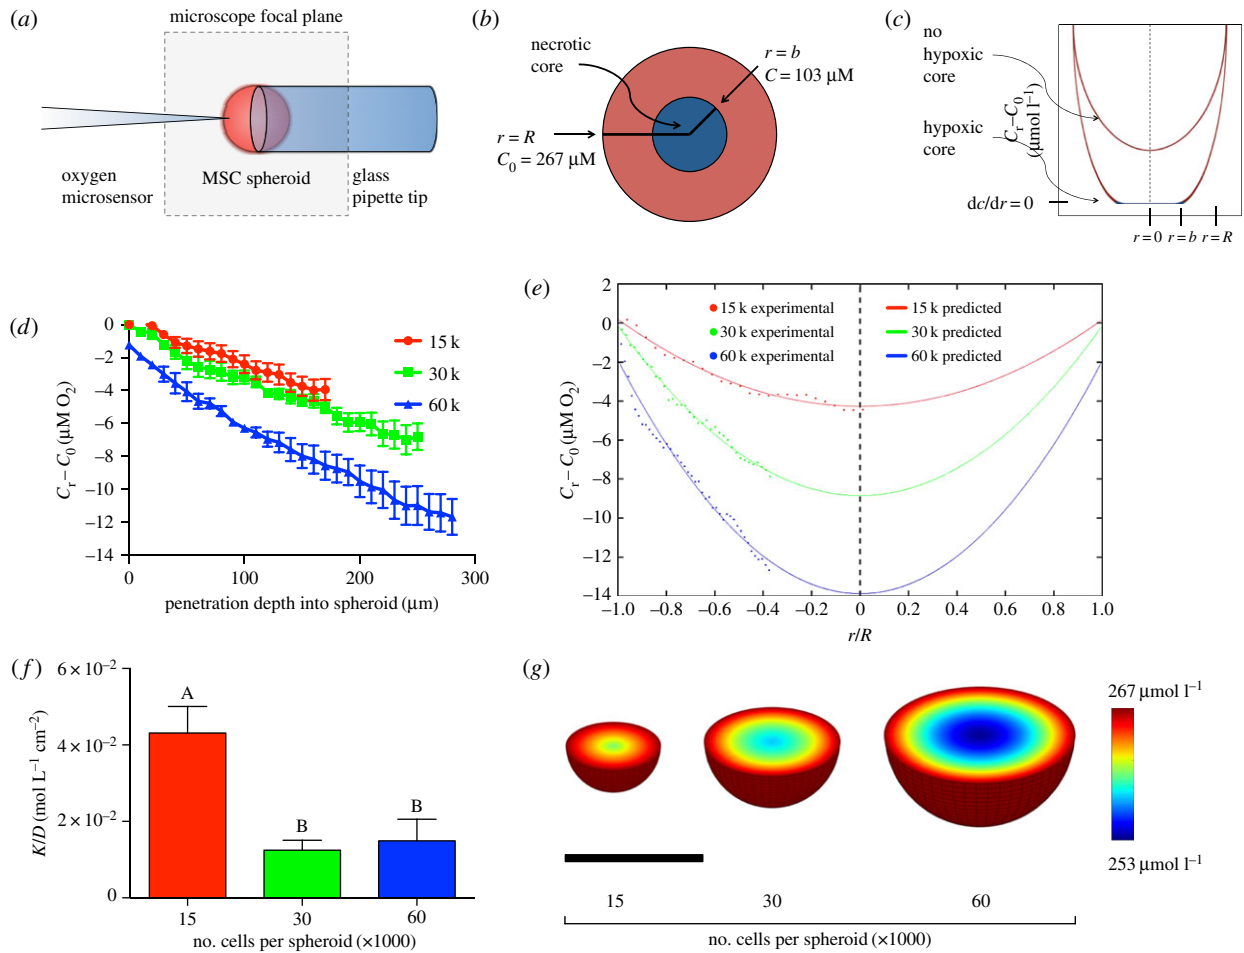 (a)
microscope focal plane
oxygen
microsensor
MSC spheroid
glass
pipette tip
(b)
necrotic
core
r = b
C = 103 µM
r = R
C₀ = 267 µM
(c)
no
hypoxic
core
hypoxic
core
Cᵣ–C₀
(µmol l⁻¹)
dc/dr = 0
r = 0 r = b r = R
(d)
Cᵣ – C₀ (µM O₂)
0
–2
–4
–6
–8
–10
–12
–14
15 k
30 k
60 k
0 100 200 300
penetration depth into spheroid (µm)
(e)
Cᵣ – C₀ (µM O₂)
2
0
–2
–4
–6
–8
–10
–12
–14
15 k experimental
30 k experimental
60 k experimental
15 k predicted
30 k predicted
60 k predicted
–1.0 –0.8 –0.6 –0.4 –0.2 0 0.2 0.4 0.6 0.8 1.0
r/R
(f)
K/D (mol L⁻¹ cm⁻²)
6 × 10⁻²
4 × 10⁻²
2 × 10⁻²
0
A
B
B
15 30 60
no. cells per spheroid (×1000)
(g)
267 µmol l⁻¹
253 µmol l⁻¹
15 30 60
no. cells per spheroid (×1000)